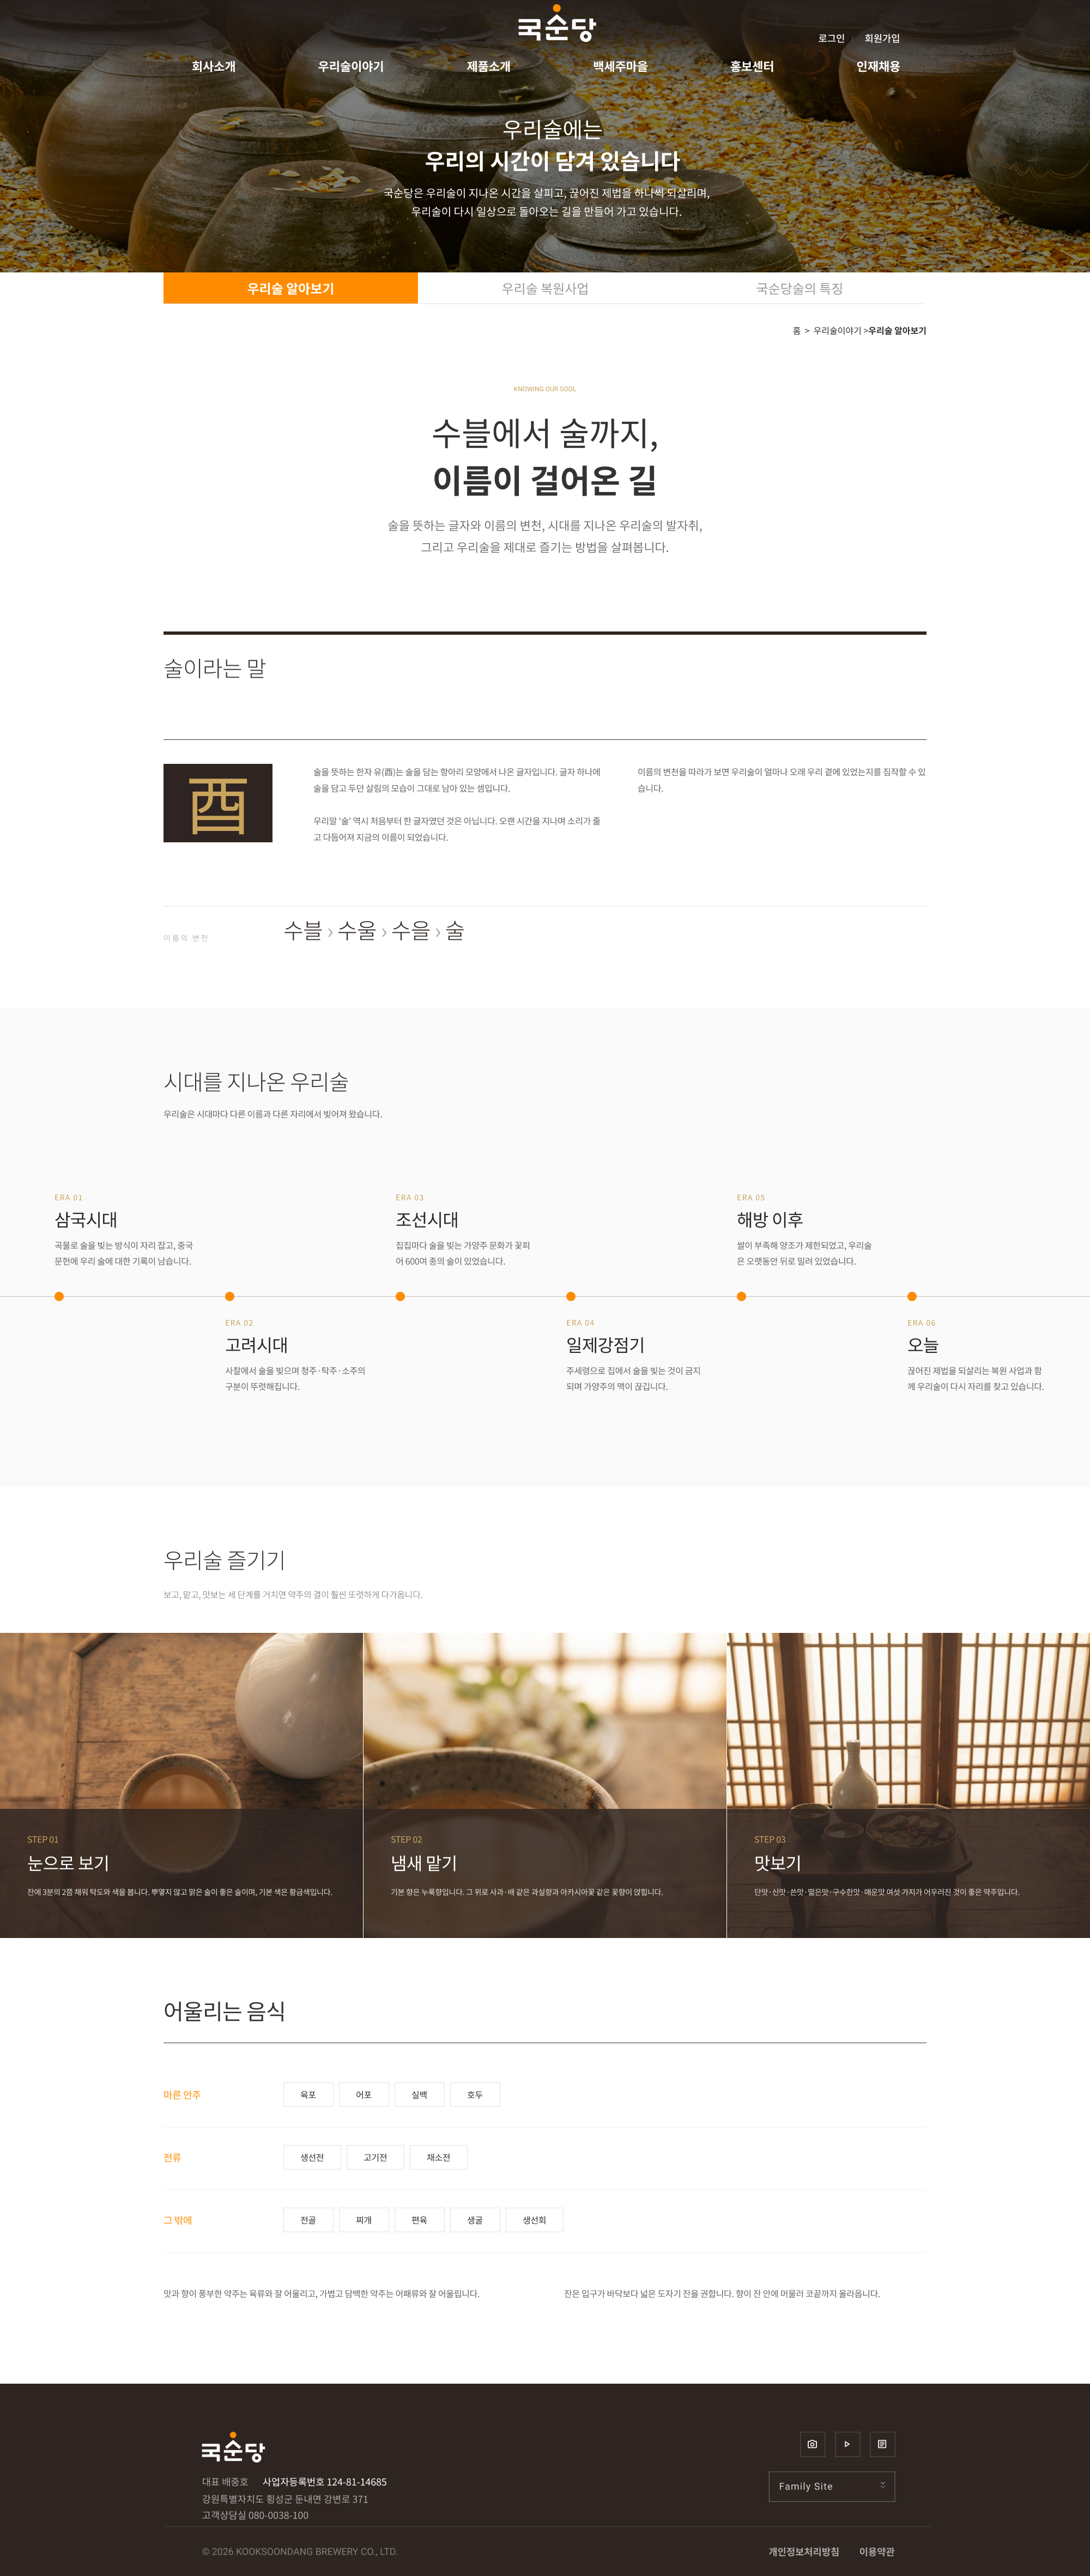 국순당
로그인
회원가입
회사소개
우리술이야기
제품소개
백세주마을
홍보센터
인재채용
우리술에는
우리의 시간이 담겨 있습니다
국순당은 우리술이 지나온 시간을 살피고, 끊어진 제법을 하나씩 되살리며,
우리술이 다시 일상으로 돌아오는 길을 만들어 가고 있습니다.
우리술 알아보기
우리술 복원사업
국순당술의 특징
홈 > 우리술이야기 >우리술 알아보기
KNOWING OUR SOOL
수블에서 술까지,
이름이 걸어온 길
술을 뜻하는 글자와 이름의 변천, 시대를 지나온 우리술의 발자취,
그리고 우리술을 제대로 즐기는 방법을 살펴봅니다.
술이라는 말
酉
술을 뜻하는 한자 유(酉)는 술을 담는 항아리 모양에서 나온 글자입니다. 글자 하나에
술을 담고 두던 살림의 모습이 그대로 남아 있는 셈입니다.
우리말 '술' 역시 처음부터 한 글자였던 것은 아닙니다. 오랜 시간을 지나며 소리가 줄
고 다듬어져 지금의 이름이 되었습니다.
이름의 변천을 따라가 보면 우리술이 얼마나 오래 우리 곁에 있었는지를 짐작할 수 있
습니다.
이름의 변천
수블 › 수울 › 수을 › 술
시대를 지나온 우리술
우리술은 시대마다 다른 이름과 다른 자리에서 빚어져 왔습니다.
ERA 01
삼국시대
곡물로 술을 빚는 방식이 자리 잡고, 중국
문헌에 우리 술에 대한 기록이 남습니다.
ERA 03
조선시대
집집마다 술을 빚는 가양주 문화가 꽃피
어 600여 종의 술이 있었습니다.
ERA 05
해방 이후
쌀이 부족해 양조가 제한되었고, 우리술
은 오랫동안 뒤로 밀려 있었습니다.
ERA 02
고려시대
사찰에서 술을 빚으며 청주·탁주·소주의
구분이 뚜렷해집니다.
ERA 04
일제강점기
주세령으로 집에서 술을 빚는 것이 금지
되며 가양주의 맥이 끊깁니다.
ERA 06
오늘
끊어진 제법을 되살리는 복원 사업과 함
께 우리술이 다시 자리를 찾고 있습니다.
우리술 즐기기
보고, 맡고, 맛보는 세 단계를 거치면 약주의 결이 훨씬 또렷하게 다가옵니다.
STEP 01
눈으로 보기
잔에 3분의 2쯤 채워 탁도와 색을 봅니다. 뿌옇지 않고 맑은 술이 좋은 술이며, 기본 색은 황금색입니다.
STEP 02
냄새 맡기
기본 향은 누룩향입니다. 그 위로 사과·배 같은 과실향과 아카시아꽃 같은 꽃향이 얹힙니다.
STEP 03
맛보기
단맛·신맛·쓴맛·떫은맛·구수한맛·매운맛 여섯 가지가 어우러진 것이 좋은 약주입니다.
어울리는 음식
마른 안주
육포
어포
실백
호두
전류
생선전
고기전
채소전
그 밖에
전골
찌개
편육
생굴
생선회
맛과 향이 풍부한 약주는 육류와 잘 어울리고, 가볍고 담백한 약주는 어패류와 잘 어울립니다.
잔은 입구가 바닥보다 넓은 도자기 잔을 권합니다. 향이 잔 안에 머물러 코끝까지 올라옵니다.
국순당
대표 배중호
사업자등록번호 124-81-14685
강원특별자치도 횡성군 둔내면 강변로 371
고객상담실 080-0038-100
Family Site
© 2026 KOOKSOONDANG BREWERY CO., LTD.
개인정보처리방침
이용약관